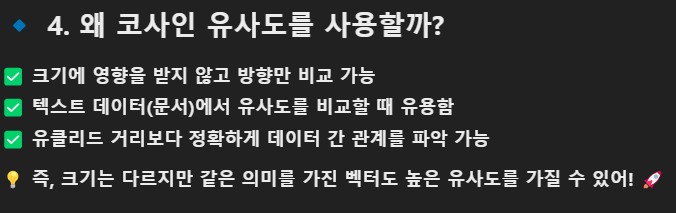 🔹 4. 왜 코사인 유사도를 사용할까?
✅ 크기에 영향을 받지 않고 방향만 비교 가능
✅ 텍스트 데이터(문서)에서 유사도를 비교할 때 유용함
✅ 유클리드 거리보다 정확하게 데이터 간 관계를 파악 가능
💡 즉, 크기는 다르지만 같은 의미를 가진 벡터도 높은 유사도를 가질 수 있어! 🚀